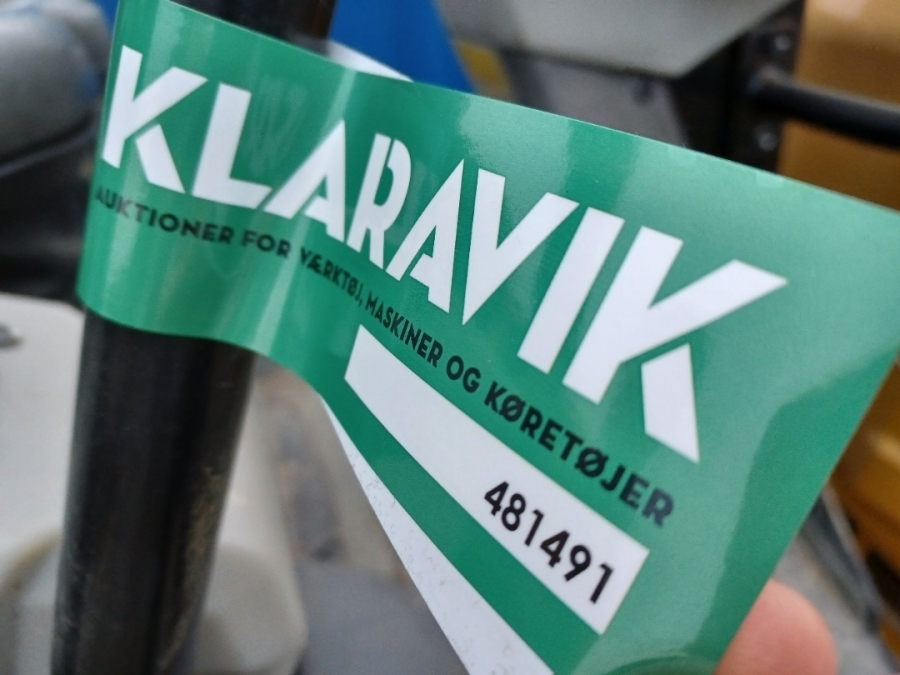 KLARAVIK
AUKTIONER FOR VÆRKTØJ, MASKINER OG KØRETØJER
481491